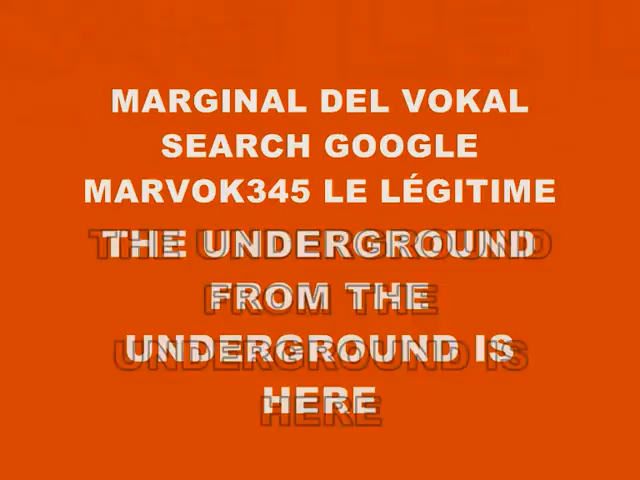 MARGINAL DEL VOKAL
SEARCH GOOGLE
MARVOK345 LE LÉGITIME
THE UNDERGROUND
FROM THE
UNDERGROUND IS
HERE